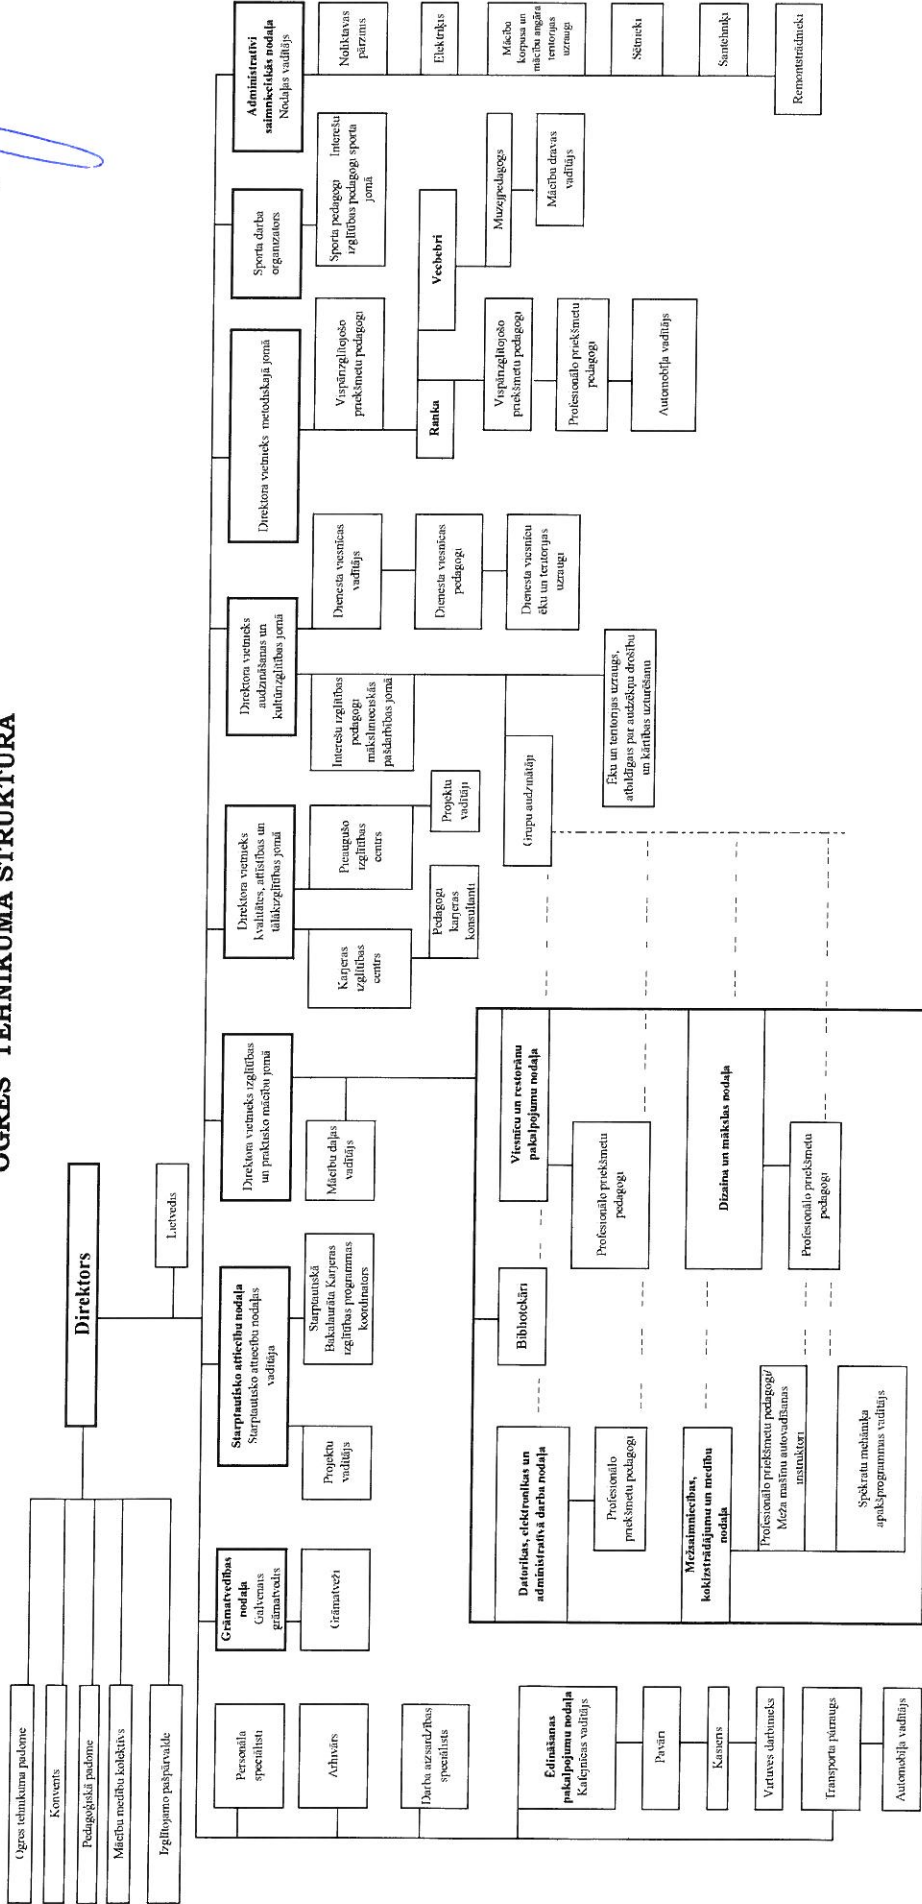 OGRES TEHNIKUMA STRUKTŪRA
Ogres tehnikuma padome
Konvents
Pedagoģiskā padome
Mācību medību kolektīvs
Izglītojamo pašpārvalde
Direktors
Lietvedis
Personāla
speciālisti
Arhivārs
Darba aizsardzības
speciālists
Ēdināšanas
pakalpojumu nodaļa
Kafejnīcas vadītājs
Pavāri
Kasiens
Virtuves darbinieks
Transporta pārraugs
Automobiļa vadītājs
Grāmatvedības
nodaļa
Galvenais
grāmatvedis
Grāmatveži
Starptautisko attiecību nodaļa
Starptautisko attiecību nodaļas
vadītāja
Projektu
vadītājs
Starptautiskā
Bakalaurāta Karjeras
izglītības programmas
koordinators
Direktora vietnieks izglītības
un praktisko mācību jomā
Mācību daļas
vadītājs
Datorikas, elektronikas un
administratīvā darba nodaļa
Profesionālo
priekšmetu pedagogi
Bibliotekāri
Viesnīcu un restorānu
pakalpojumu nodaļa
Profesionālo priekšmetu
pedagogi
Mežsaimniecības,
kokizstrādājumu un medību
nodaļa
Profesionālo priekšmetu pedagogi/
Meža mašīnu autovadīšanas
instruktori
Spēkratu mehāniķa
apakšprogrammas vadītājs
Dizaina un mākslas nodaļa
Profesionālo priekšmetu
pedagogi
Direktora vietnieks
kvalitātes, attīstības un
tālākizglītības jomā
Karjeras
izglītības
centrs
Pedagogi
karjeras
konsultanti
Pieaugušo
izglītības
centrs
Projektu
vadītāji
Direktora vietnieks
audzināšanas un
kultūrizglītības jomā
Interešu izglītības
pedagogi
mākslinieciskās
pašdarbības jomā
Grupu audzinātāji
Ēku un teritorijas uzraugs,
atbildīgais par audzēkņu drošību
un kārtības uzturēšanu
Dienesta viesnīcas
vadītājs
Dienesta viesnīcas
pedagogi
Dienesta viesnīcu
ēku un teritorijas
uzraugi
Direktora vietnieks metodiskajā jomā
Vispārizglītojošo
priekšmetu pedagogi
Ranka
Vecbebri
Vispārizglītojošo
priekšmetu pedagogi
Profesionālo priekšmetu
pedagogi
Automobiļa vadītājs
Muzejpedagogs
Mācību dravas
vadītājs
Sporta darba
organizators
Sporta pedagogi Interešu
izglītības pedagogi sporta
jomā
Administratīvi
saimnieciskās nodaļa
Nodaļas vadītājs
Noliktavas
pārzinis
Elektriķis
Mācību
korpusa un
mācību angāra
teritorijas
uzraugi
Sētnieki
Santehniķi
Remontstrādnieki